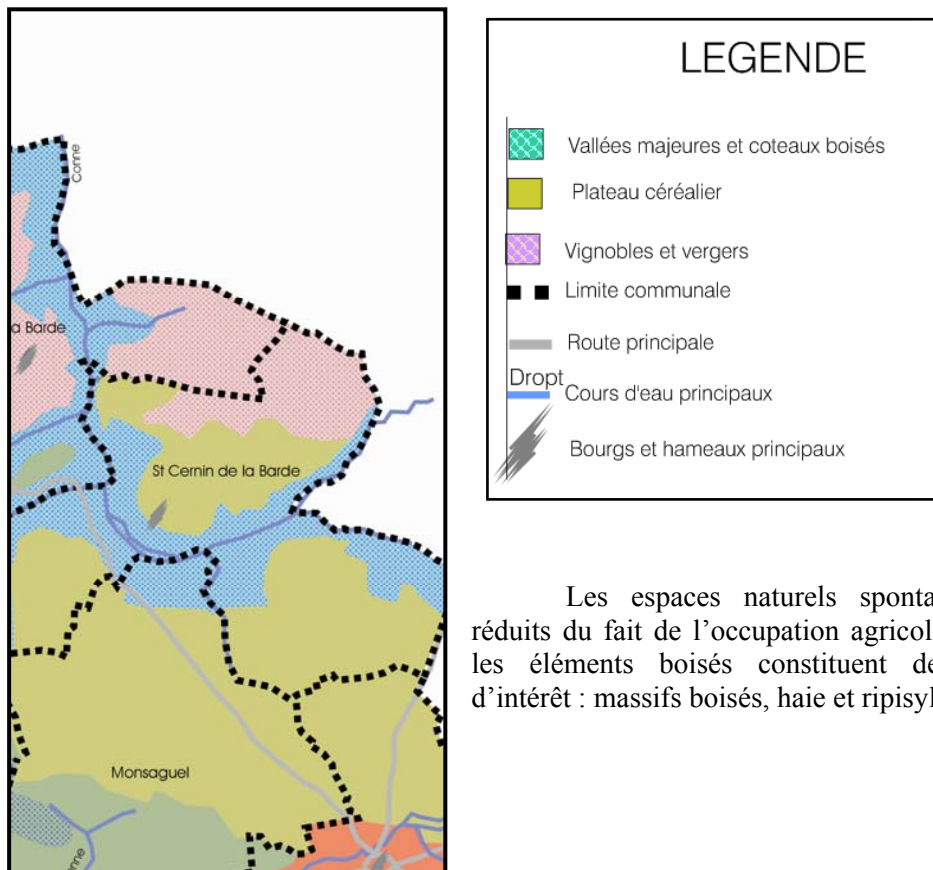 Conne
a Barde
St Cernin de la Barde
Monsaguel
nne
LEGENDE
Vallées majeures et coteaux boisés
Plateau céréalier
Vignobles et vergers
Limite communale
Route principale
Dropt
Cours d'eau principaux
Bourgs et hameaux principaux
Les espaces naturels sponta
réduits du fait de l’occupation agricol
les éléments boisés constituent de
d’intérêt : massifs boisés, haie et ripisyl